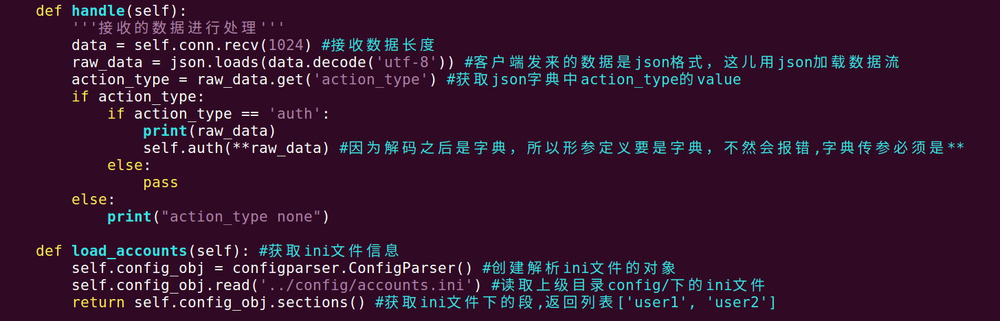 def handle(self):
'''接收的数据进行处理'''
data = self.conn.recv(1024) #接收数据长度
raw_data = json.loads(data.decode('utf-8')) #客户端发来的数据是json格式，这儿用json加载数据流
action_type = raw_data.get('action_type') #获取json字典中action_type的value
if action_type:
if action_type == 'auth':
print(raw_data)
self.auth(**raw_data) #因为解码之后是字典，所以形参定义要是字典，不然会报错,字典传参必须是**
else:
pass
else:
print("action_type none")
def load_accounts(self): #获取ini文件信息
self.config_obj = configparser.ConfigParser() #创建解析ini文件的对象
self.config_obj.read('../config/accounts.ini') #读取上级目录config/下的ini文件
return self.config_obj.sections() #获取ini文件下的段,返回列表['user1', 'user2']